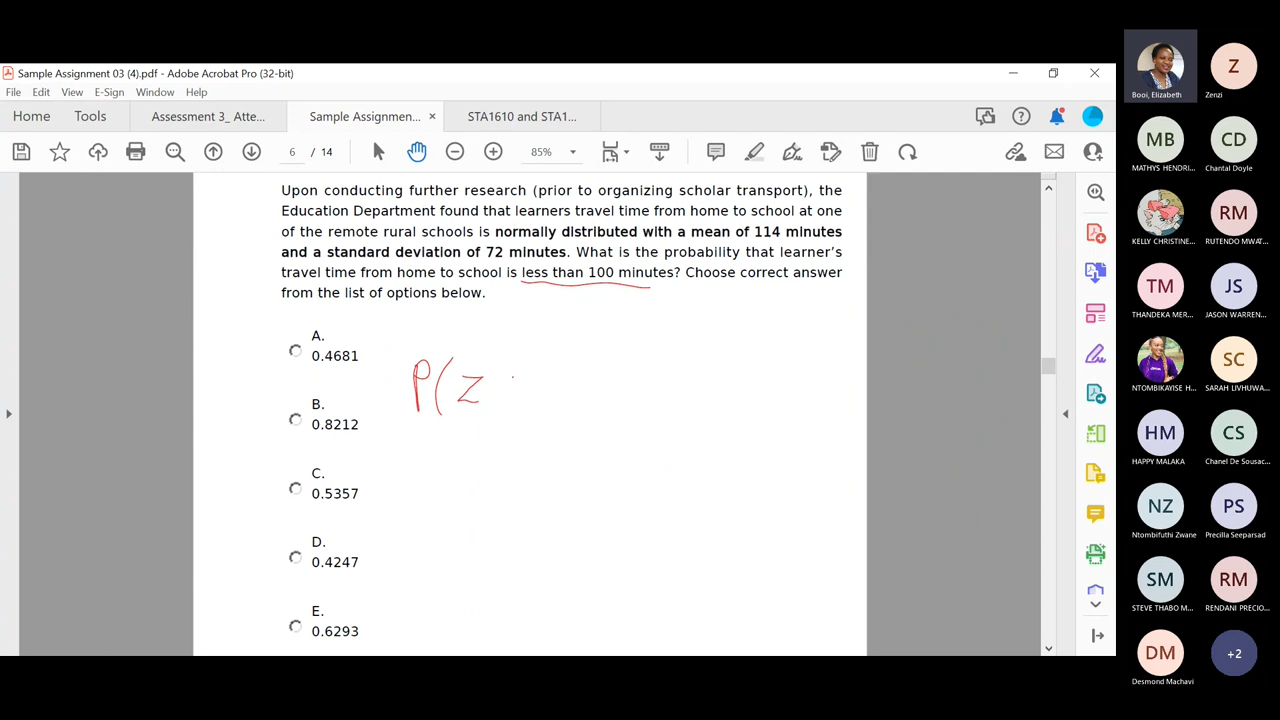 Sample Assignment 03 (4).pdf - Adobe Acrobat Pro (32-bit)
File Edit View E-Sign Window Help
Home Tools Assessment 3_ Atte... Sample Assignmen... × STA1610 and STA1...
6 / 14 85%
Upon conducting further research (prior to organizing scholar transport), the
Education Department found that learners travel time from home to school at one
of the remote rural schools is normally distributed with a mean of 114 minutes
and a standard deviation of 72 minutes. What is the probability that learner's
travel time from home to school is less than 100 minutes? Choose correct answer
from the list of options below.
A.
0.4681
P(z
B.
0.8212
C.
0.5357
D.
0.4247
E.
0.6293
Booi, Elizabeth
Z
Zenzi
MB
MATHYS HENDRI...
CD
Chantal Doyle
KELLY CHRISTINE...
RM
RUTENDO MWAT...
TM
THANDEKA MER...
JS
JASON WARREN...
NTOMBIKAYISE H...
SC
SARAH LIVHUWA...
HM
HAPPY MALAKA
CS
Chanel De Sousac...
NZ
Ntombifuthi Zwane
PS
Precilla Seeparsad
SM
STEVE THABO M...
RM
RENDANI PRECIO...
DM
Desmond Machavi
+2